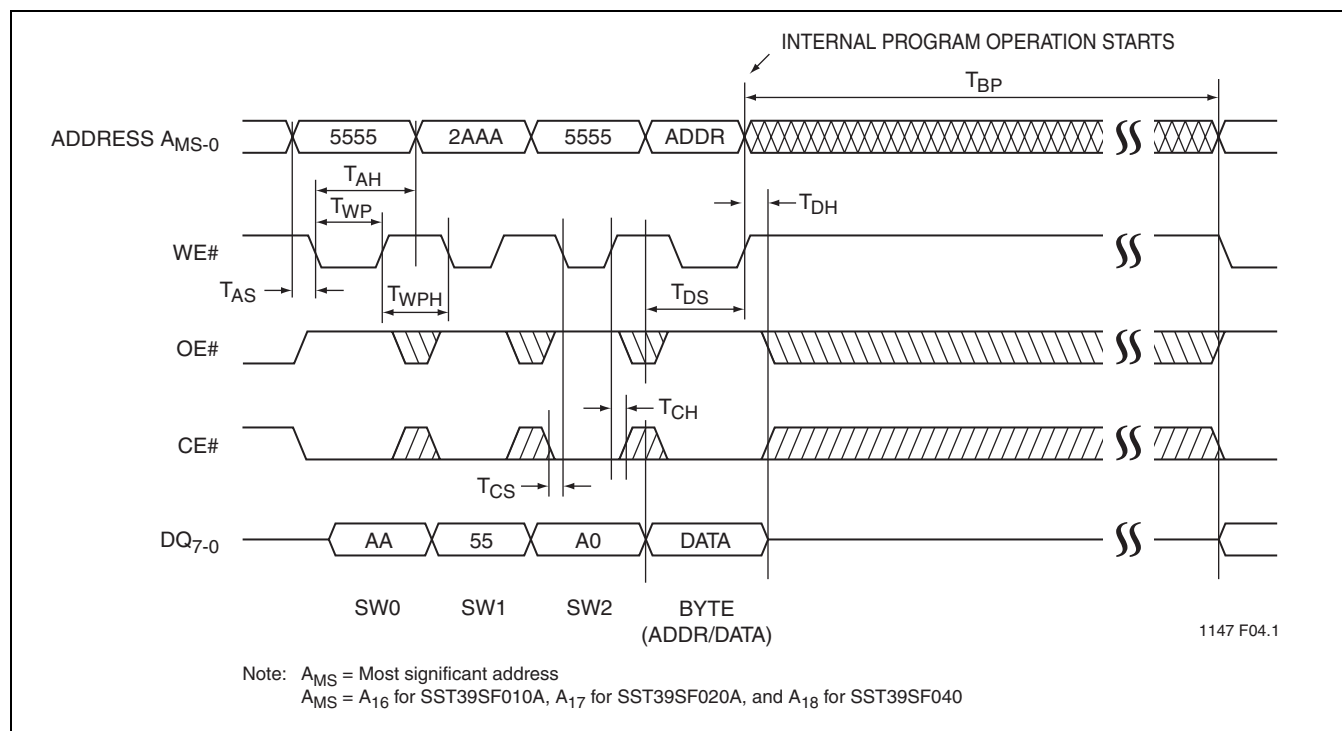 INTERNAL PROGRAM OPERATION STARTS
TBP
ADDRESS AMS-0
5555 2AAA 5555 ADDR
TAH
TDH
TWP
WE#
TAS
TWPH
TDS
OE#
TCH
CE#
TCS
DQ7-0
AA 55 A0 DATA
SW0 SW1 SW2 BYTE
(ADDR/DATA)
1147 F04.1
Note: AMS = Most significant address
AMS = A16 for SST39SF010A, A17 for SST39SF020A, and A18 for SST39SF040